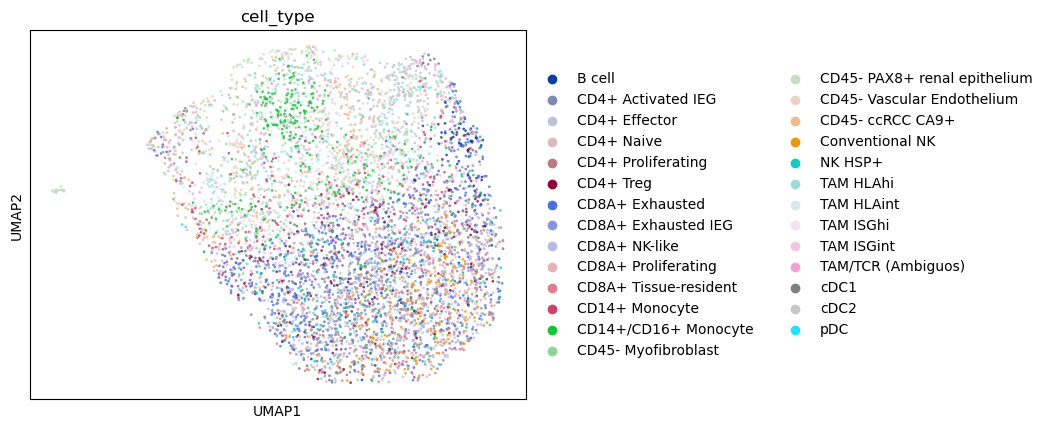 cell_type
UMAP2
UMAP1
B cell
CD4+ Activated IEG
CD4+ Effector
CD4+ Naive
CD4+ Proliferating
CD4+ Treg
CD8A+ Exhausted
CD8A+ Exhausted IEG
CD8A+ NK-like
CD8A+ Proliferating
CD8A+ Tissue-resident
CD14+ Monocyte
CD14+/CD16+ Monocyte
CD45- Myofibroblast
CD45- PAX8+ renal epithelium
CD45- Vascular Endothelium
CD45- ccRCC CA9+
Conventional NK
NK HSP+
TAM HLAhi
TAM HLAint
TAM ISGhi
TAM ISGint
TAM/TCR (Ambiguos)
cDC1
cDC2
pDC